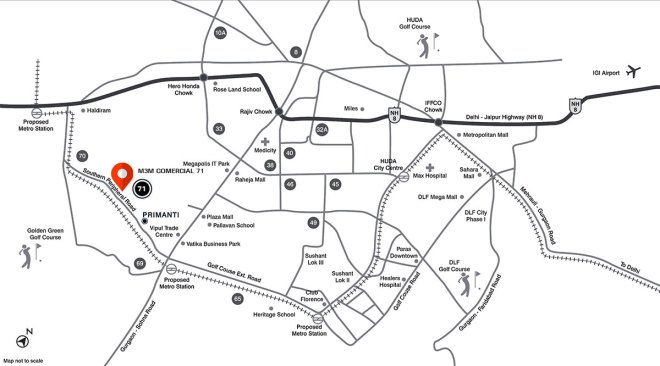 HUDA
Golf Course
10A
8
IGI Airport
Hero Honda
Chowk
Rose Land School
IFFCO
Chowk
NH
8
Haldiram
Proposed
Metro Station
Rajiv Chowk
Miles
NH
8
Delhi - Jaipur Highway (NH 8)
33
32A
Metropolitan Mall
Medicity
40
70
Megapolis IT Park
38
HUDA
City Centre
Max Hospital
Sahara
Mall
M3M COMERCIAL 71
Raheja Mall
71
46
45
Southern Peripheral Road
DLF Mega Mall
Mehrauli - Gurgaon Road
PRIMANTI
Plaza Mall
Pallavan School
49
DLF City
Phase I
Vipul Trade
Centre
Golden Green
Golf Course
Vatika Business Park
Paras
Downtown
Sushant
Lok III
DLF
Golf Course
69
Golf Couse Ext. Road
Sushant
Lok II
To Delhi
Proposed
Metro Station
Healers
Hospital
65
Club
Florence
Golf Couse Road
Gurgaon - Faridabad Road
Heritage School
Proposed
Metro Station
Gurgaon - Sohna Road
N
Map not to scale